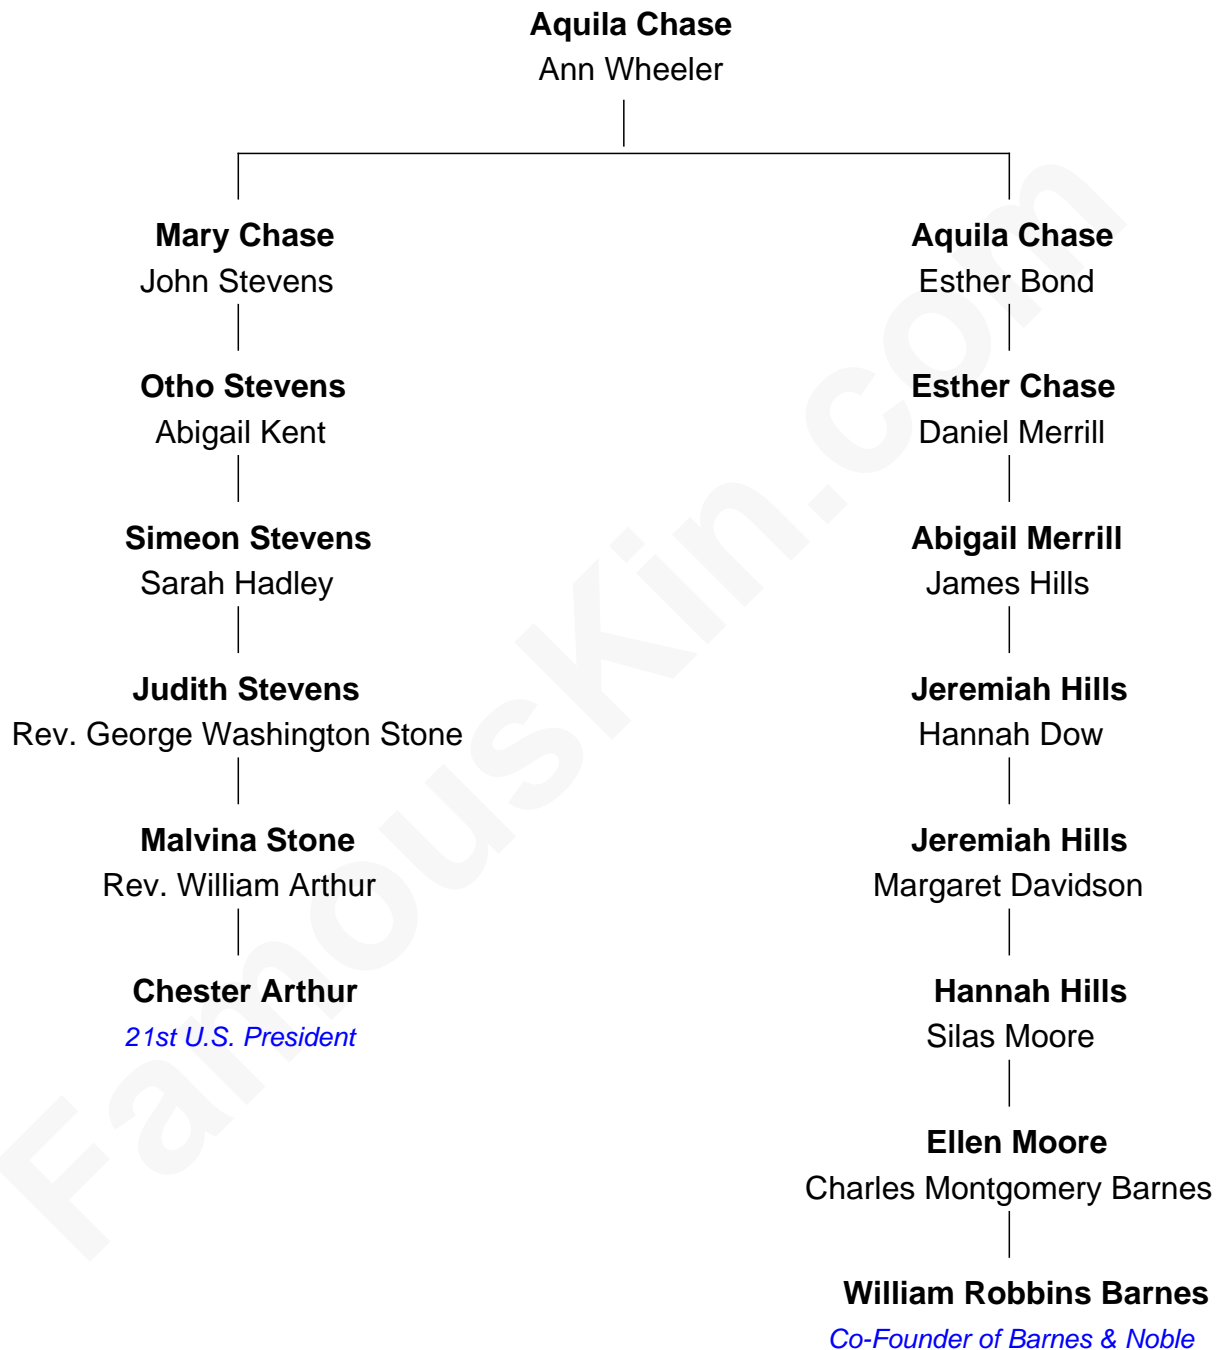 Aquila Chase
Ann Wheeler
Mary Chase
John Stevens
Aquila Chase
Esther Bond
Otho Stevens
Abigail Kent
Esther Chase
Daniel Merrill
Simeon Stevens
Sarah Hadley
Abigail Merrill
James Hills
Judith Stevens
Rev. George Washington Stone
Jeremiah Hills
Hannah Dow
Malvina Stone
Rev. William Arthur
Jeremiah Hills
Margaret Davidson
Chester Arthur
21st U.S. President
Hannah Hills
Silas Moore
Ellen Moore
Charles Montgomery Barnes
William Robbins Barnes
Co-Founder of Barnes & Noble
FamousKin.com